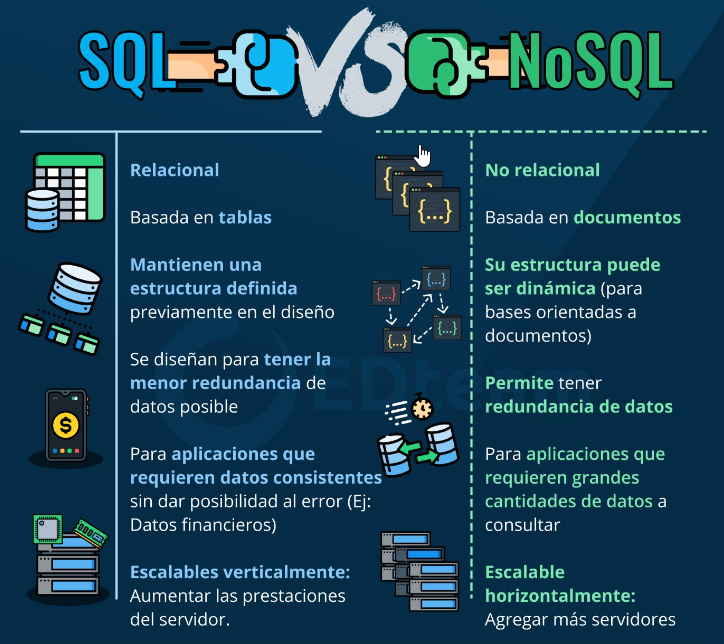 SQL VS NoSQL
Relacional
Basada en tablas
Mantienen una
estructura definida
previamente en el diseño
Se diseñan para tener la
menor redundancia de
datos posible
Para aplicaciones que
requieren datos consistentes
sin dar posibilidad al error (Ej:
Datos financieros)
Escalables verticalmente:
Aumentar las prestaciones
del servidor.
{...}
{...}
{...}
{...}
{...}
$
No relacional
Basada en documentos
Su estructura puede
ser dinámica (para
bases orientadas a
documentos)
Permite tener
redundancia de datos
Para aplicaciones que
requieren grandes
cantidades de datos a
consultar
Escalable
horizontalmente:
Agregar más servidores
EDteam